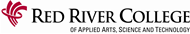 RED RIVER COLLEGE
OF APPLIED ARTS, SCIENCE AND TECHNOLOGY